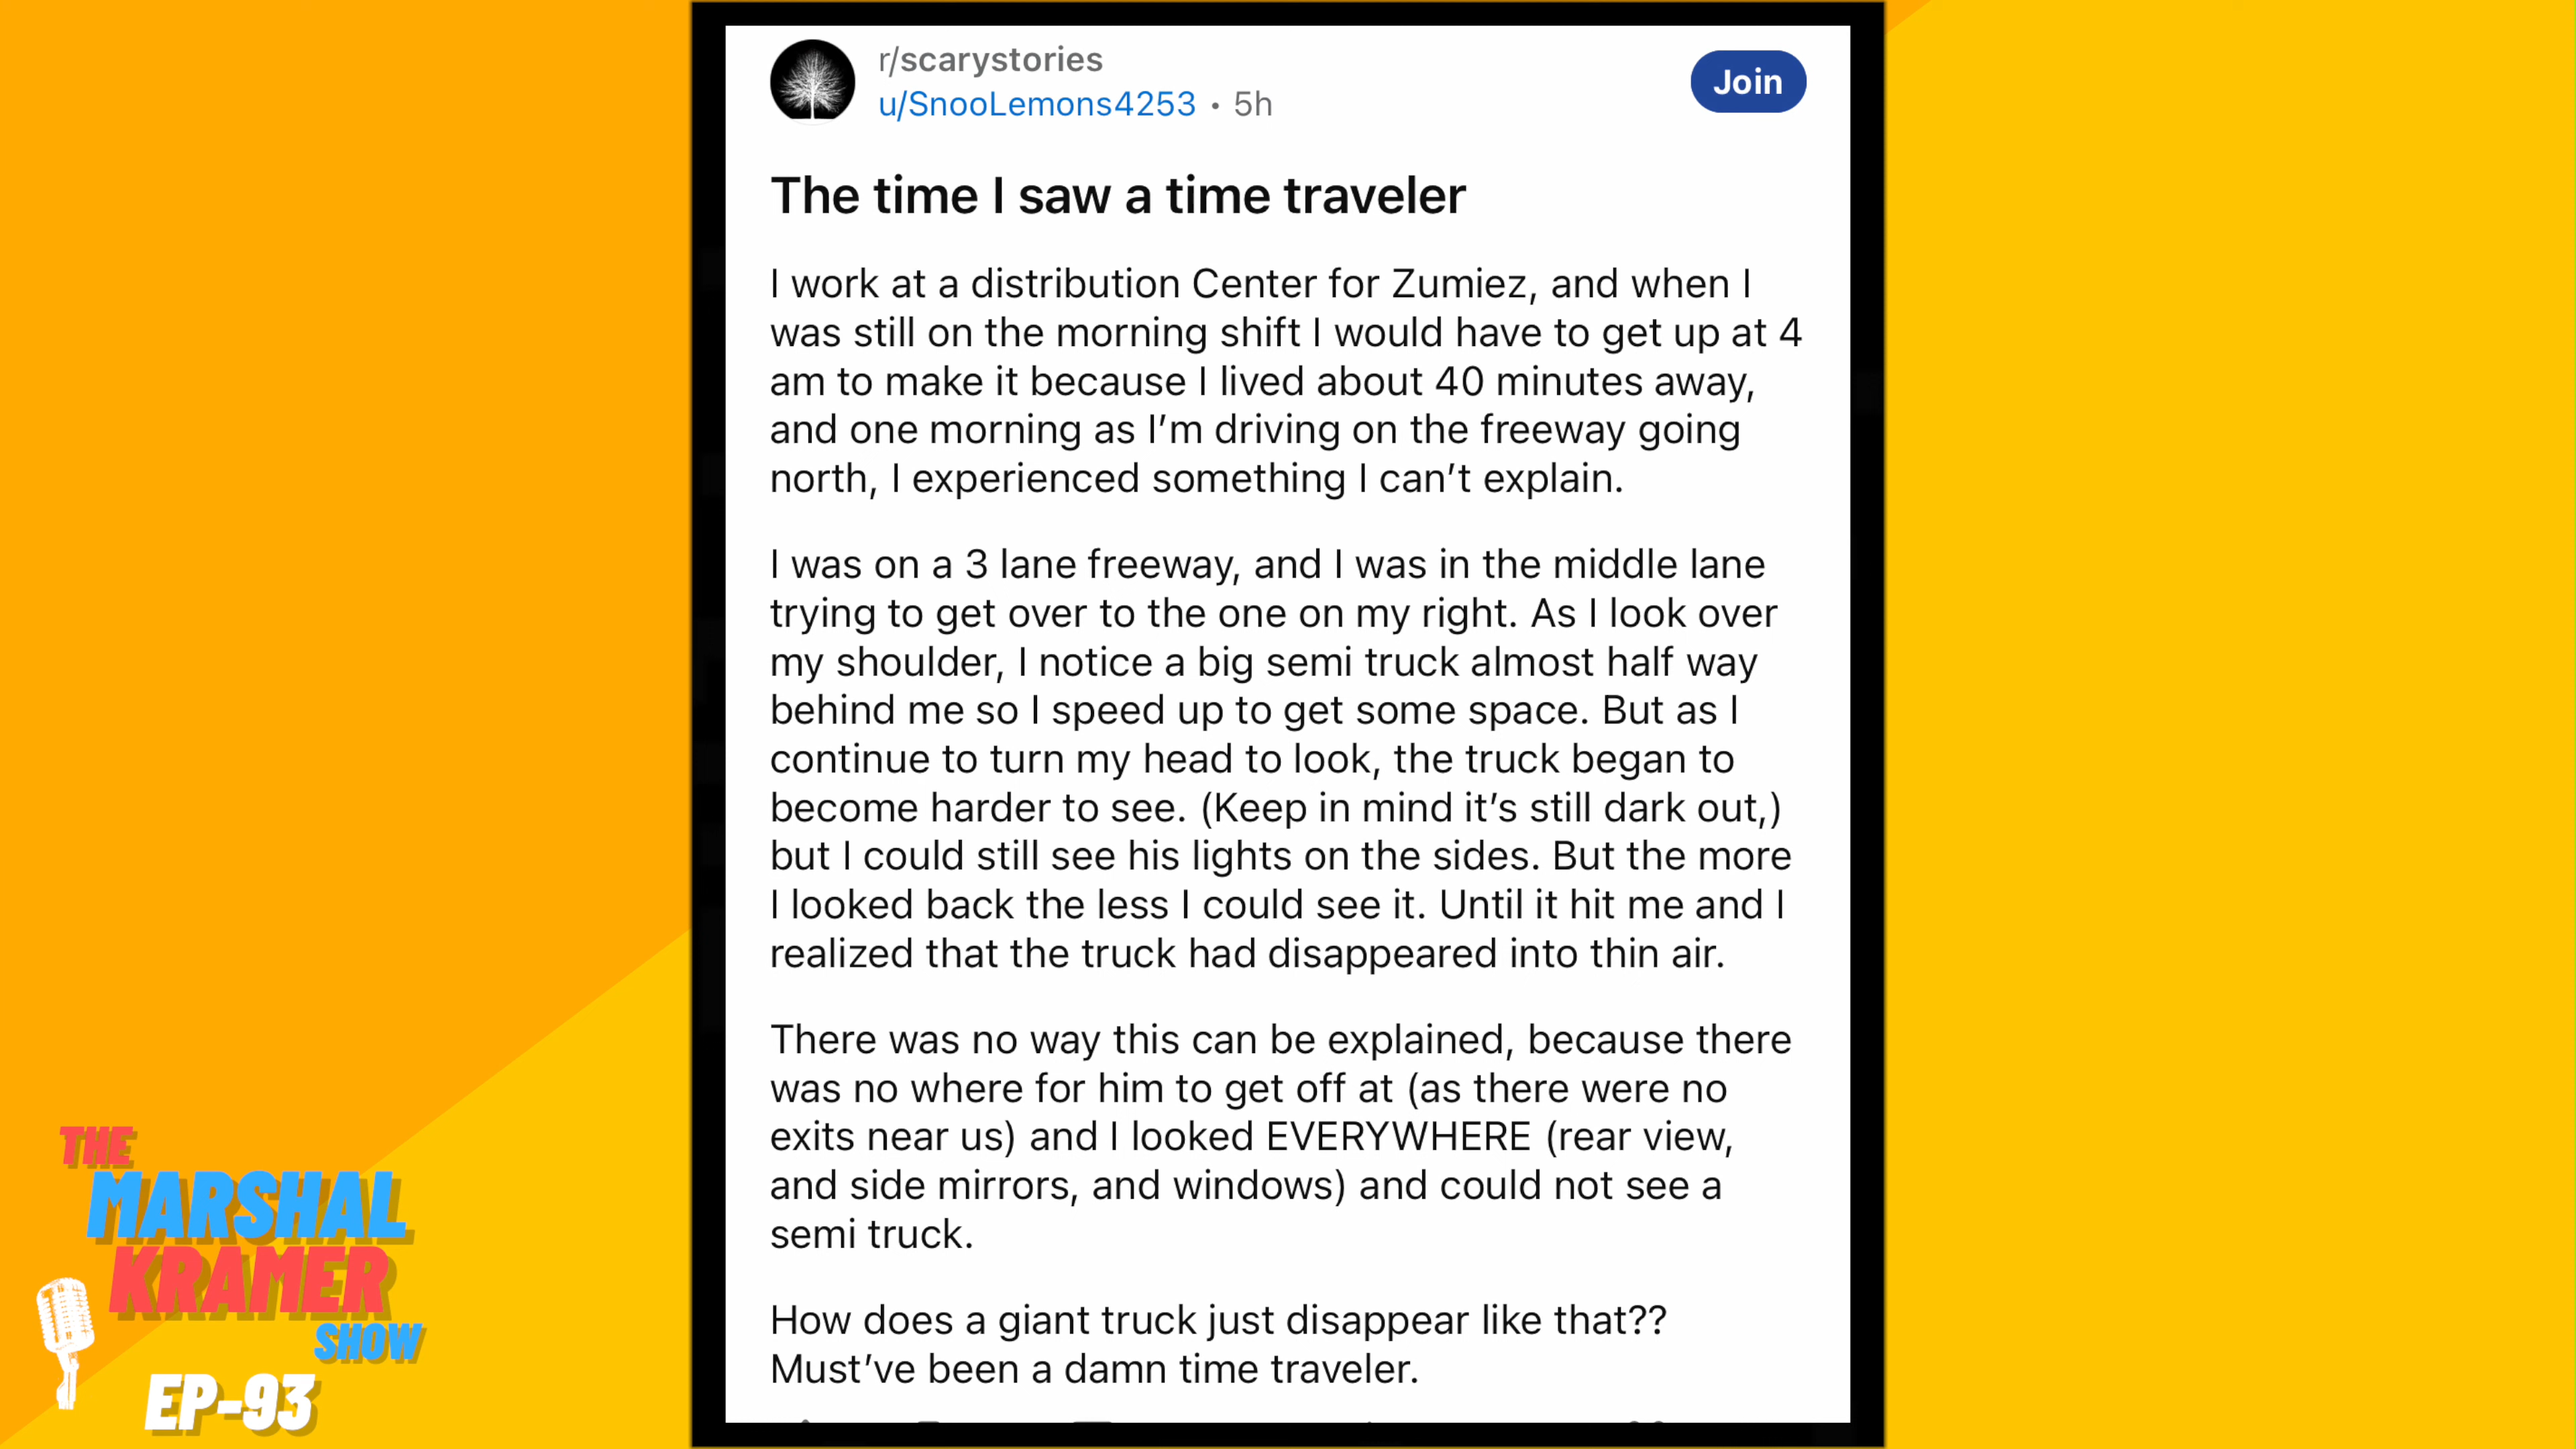 r/scarystories
u/SnooLemons4253 • 5h
Join
The time I saw a time traveler
I work at a distribution Center for Zumiez, and when I
was still on the morning shift I would have to get up at 4
am to make it because I lived about 40 minutes away,
and one morning as I’m driving on the freeway going
north, I experienced something I can’t explain.
I was on a 3 lane freeway, and I was in the middle lane
trying to get over to the one on my right. As I look over
my shoulder, I notice a big semi truck almost half way
behind me so I speed up to get some space. But as I
continue to turn my head to look, the truck began to
become harder to see. (Keep in mind it’s still dark out,)
but I could still see his lights on the sides. But the more
I looked back the less I could see it. Until it hit me and I
realized that the truck had disappeared into thin air.
There was no way this can be explained, because there
was no where for him to get off at (as there were no
exits near us) and I looked EVERYWHERE (rear view,
and side mirrors, and windows) and could not see a
semi truck.
How does a giant truck just disappear like that??
Must’ve been a damn time traveler.
THE
MARSHAL
KRAMER
SHOW
EP-93